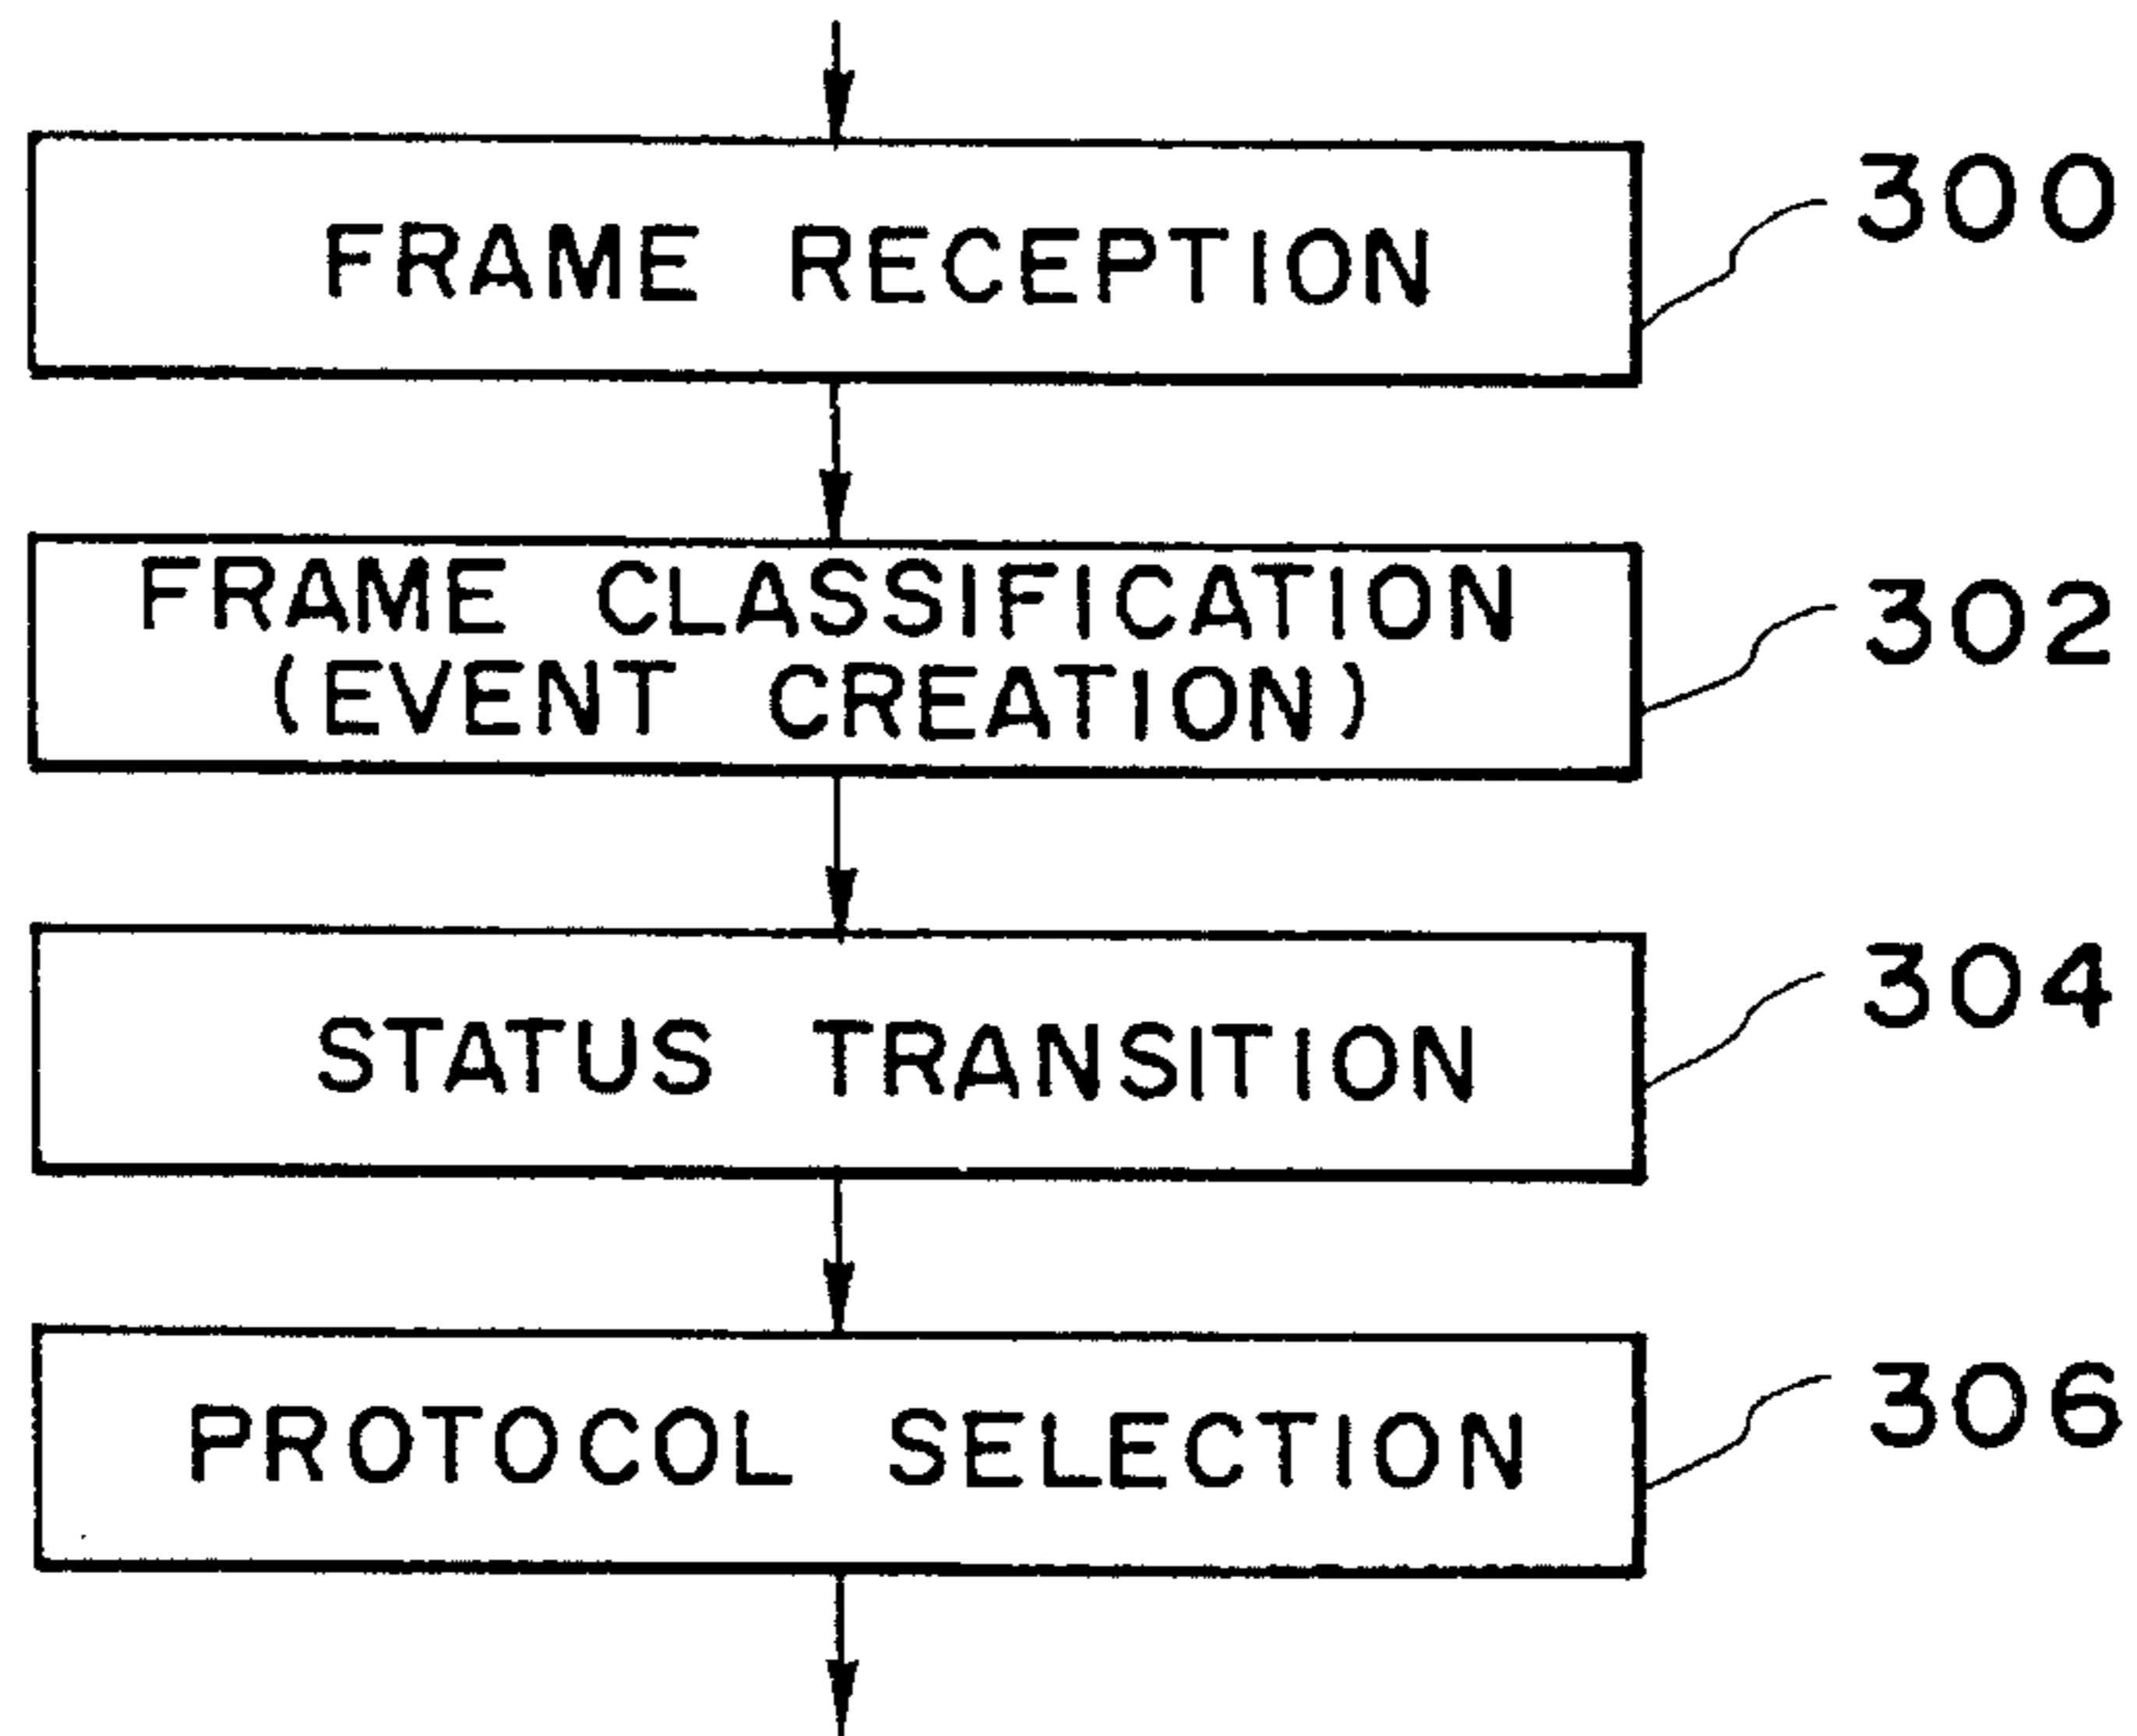 FRAME RECEPTION
300
FRAME CLASSIFICATION
(EVENT CREATION)
302
STATUS TRANSITION
304
PROTOCOL SELECTION
306